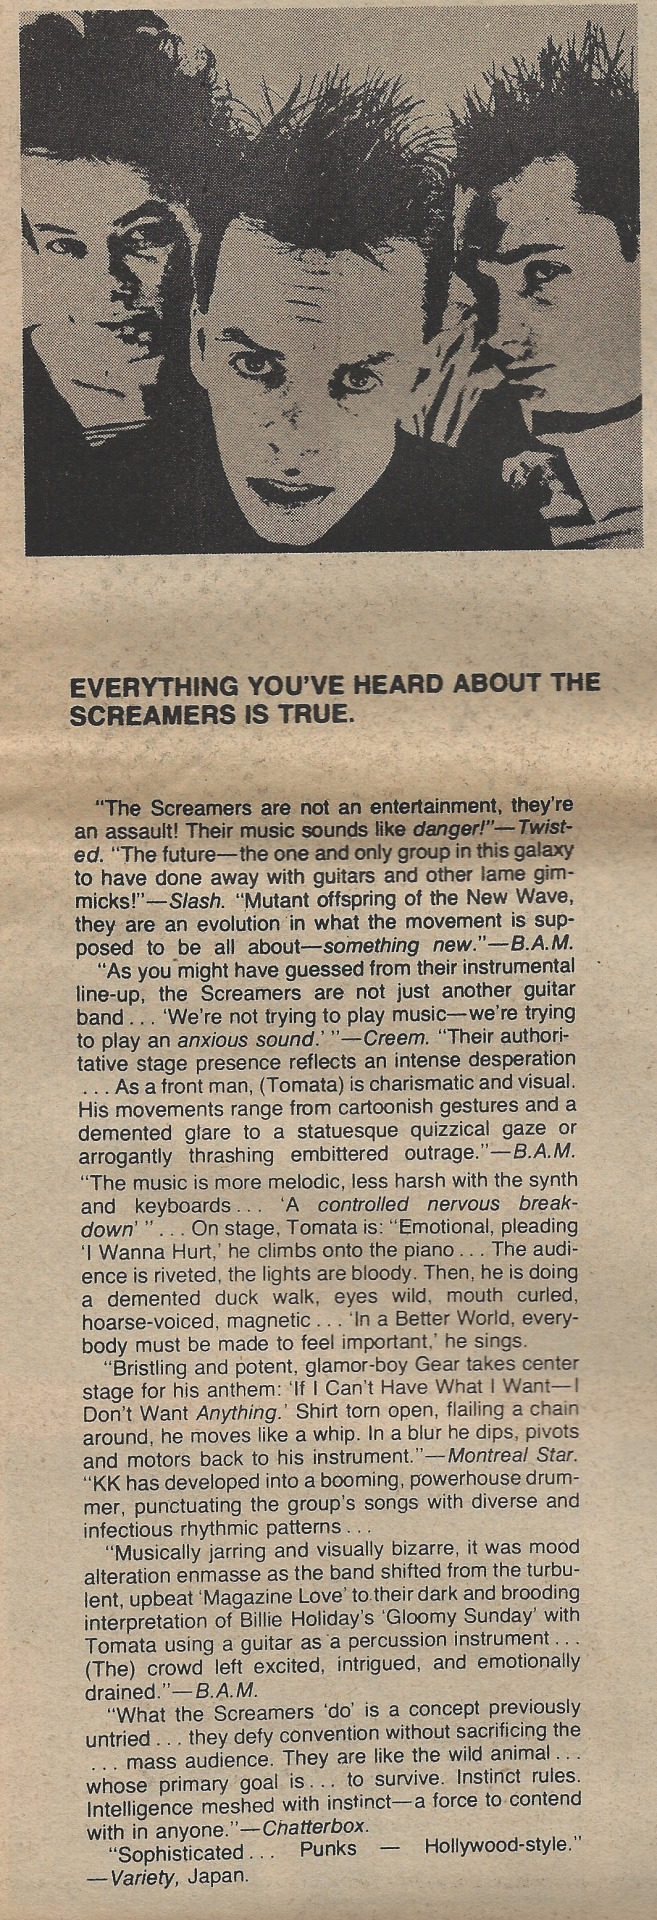 EVERYTHING YOU'VE HEARD ABOUT THE
SCREAMERS IS TRUE.
"The Screamers are not an entertainment, they're
an assault! Their music sounds like danger!"—Twist-
ed. "The future—the one and only group in this galaxy
to have done away with guitars and other lame gim-
micks!"—Slash. "Mutant offspring of the New Wave,
they are an evolution in what the movement is sup-
posed to be all about—something new."—B.A.M.
"As you might have guessed from their instrumental
line-up, the Screamers are not just another guitar
band... 'We're not trying to play music—we're trying
to play an anxious sound.' "—Creem. "Their authori-
tative stage presence reflects an intense desperation
... As a front man, (Tomata) is charismatic and visual.
His movements range from cartoonish gestures and a
demented glare to a statuesque quizzical gaze or
arrogantly thrashing embittered outrage."—B.A.M.
"The music is more melodic, less harsh with the synth
and keyboards... 'A controlled nervous break-
down' "... On stage, Tomata is: "Emotional, pleading
'I Wanna Hurt,' he climbs onto the piano... The audi-
ence is riveted, the lights are bloody. Then, he is doing
a demented duck walk, eyes wild, mouth curled,
hoarse-voiced, magnetic... 'In a Better World, every-
body must be made to feel important,' he sings.
"Bristling and potent, glamor-boy Gear takes center
stage for his anthem: 'If I Can't Have What I Want—I
Don't Want Anything.' Shirt torn open, flailing a chain
around, he moves like a whip. In a blur he dips, pivots
and motors back to his instrument."—Montreal Star.
"KK has developed into a booming, powerhouse drum-
mer, punctuating the group's songs with diverse and
infectious rhythmic patterns...
"Musically jarring and visually bizarre, it was mood
alteration enmasse as the band shifted from the turbu-
lent, upbeat 'Magazine Love' to their dark and brooding
interpretation of Billie Holiday's 'Gloomy Sunday' with
Tomata using a guitar as a percussion instrument...
(The) crowd left excited, intrigued, and emotionally
drained."—B.A.M.
"What the Screamers 'do' is a concept previously
untried... they defy convention without sacrificing the
... mass audience. They are like the wild animal...
whose primary goal is... to survive. Instinct rules.
Intelligence meshed with instinct—a force to contend
with in anyone."—Chatterbox.
"Sophisticated... Punks — Hollywood-style."
—Variety, Japan.